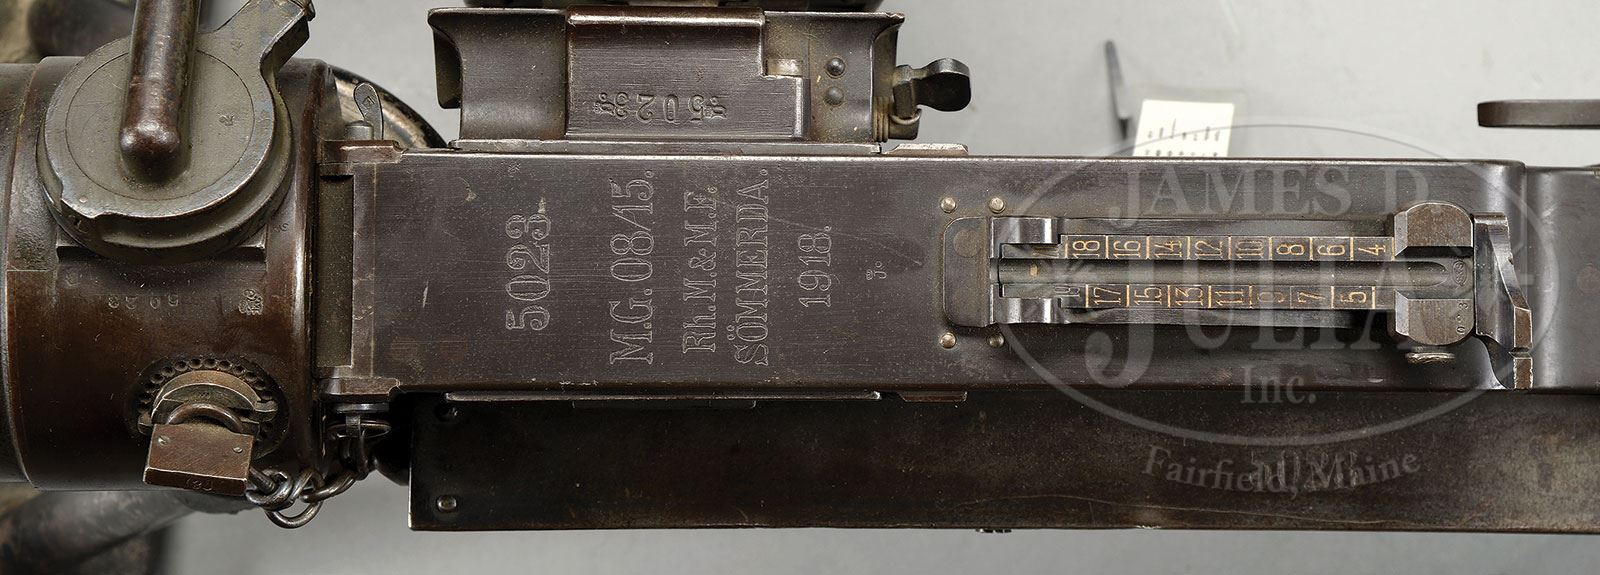 5023
5023
5023.
M.G.08/15.
Rh.M.&M.F.
SÖMMERDA.
1918.
18 16 14 12 10 8 6 4
17 15 13 11 9 7 5
JAMES D.
JULIA
Inc.
Fairfield, Maine